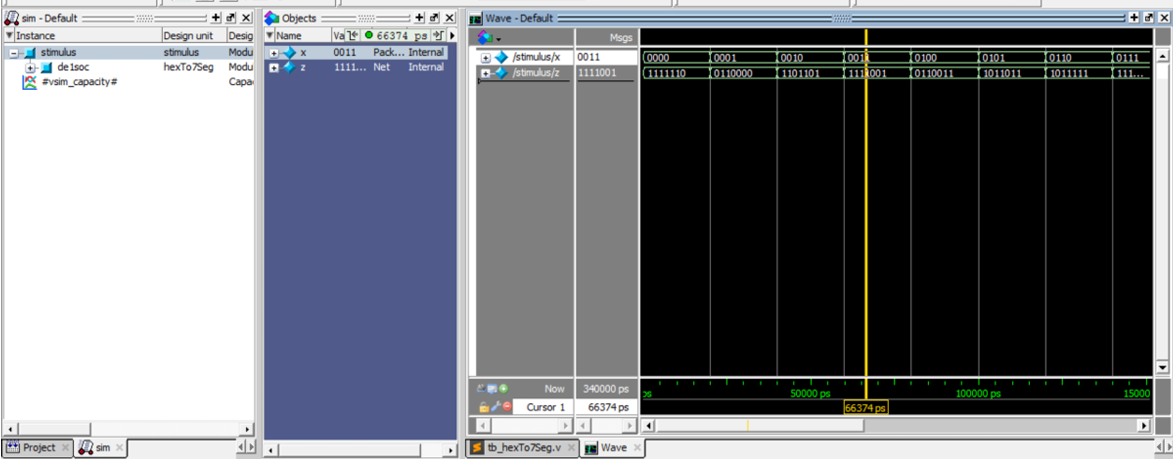 sim - Default
Instance Design unit Desig
stimulus stimulus Modu
de1soc hexTo7Seg Modu
#vsim_capacity# Capa
Project sim
Objects
Name Va 66374 ps
x 0011 Pack... Internal
z 1111... Net Internal
Wave - Default
Msgs
/stimulus/x 0011 0000 0001 0010 0011 0100 0101 0110 0111
/stimulus/z 1111001 1111110 0110000 1101101 1111001 0110011 1011011 1011111 111...
Now 340000 ps ps 50000 ps 100000 ps 15000
Cursor 1 66374 ps 66374 ps
tb_hexTo7Seg.v Wave